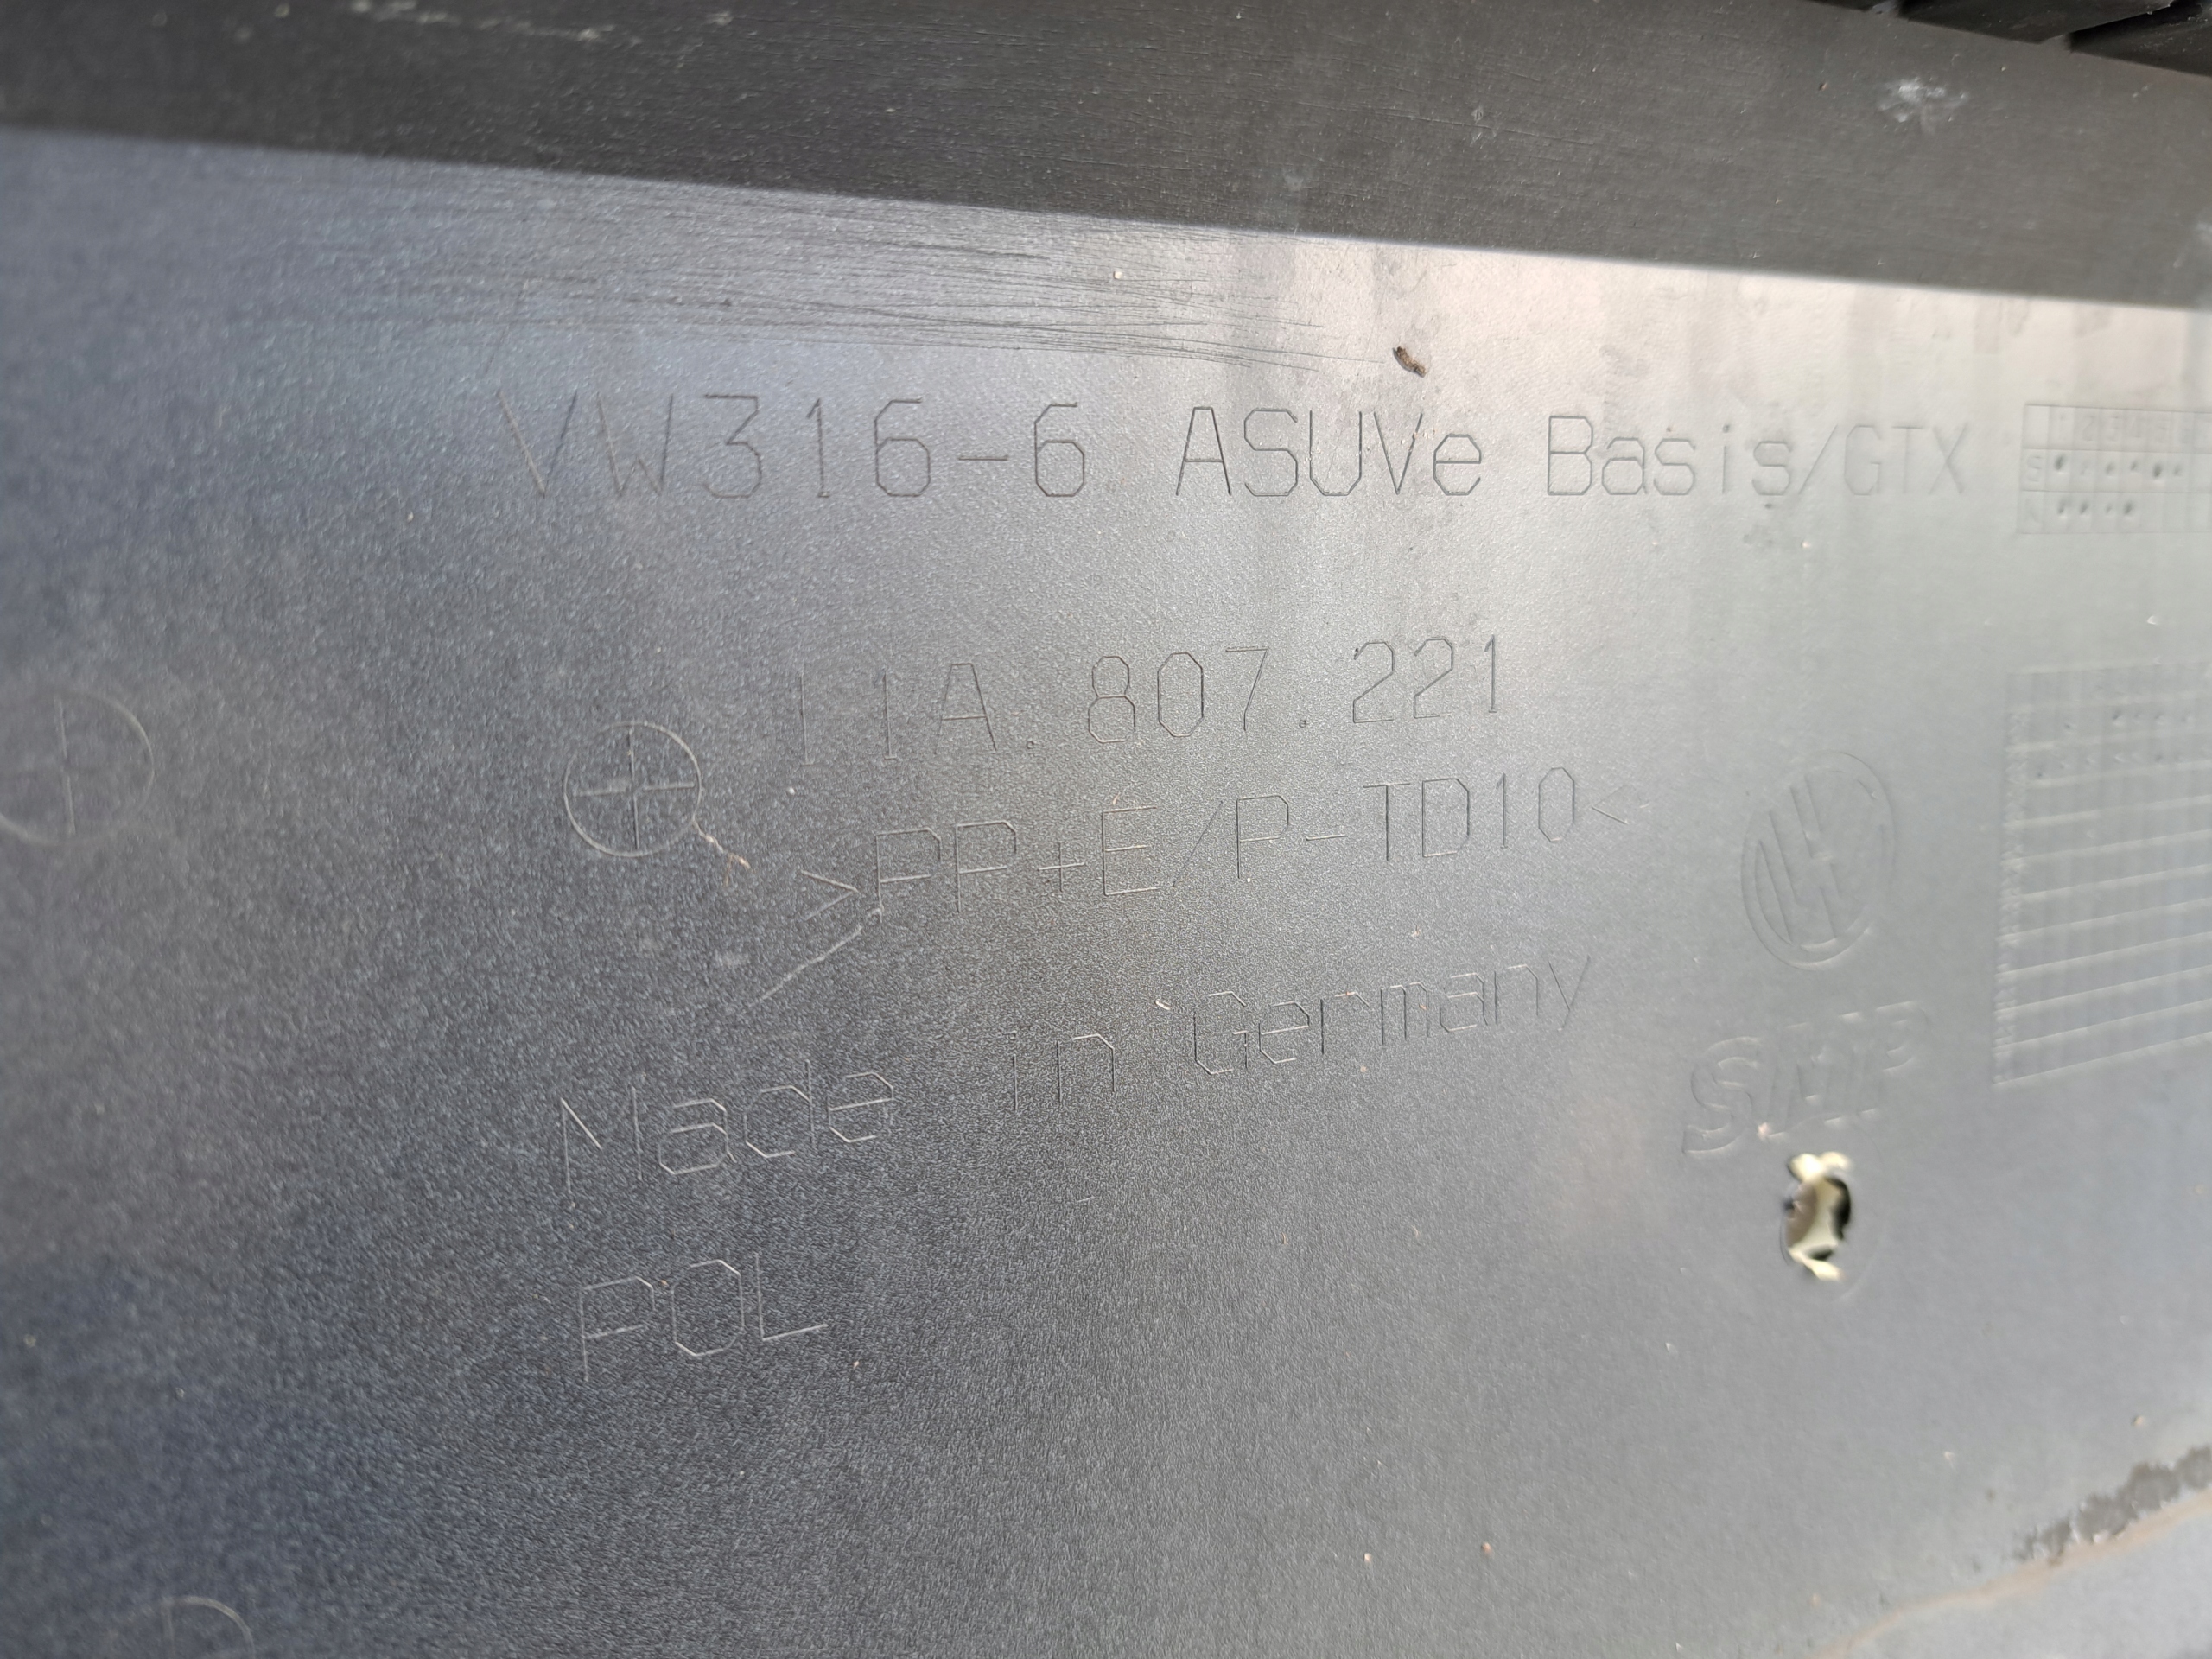 VW316-6 ASUVe Basis/GTX
11A.807.221
>PP+E/P-TD10<
Made in Germany
SMP
POL